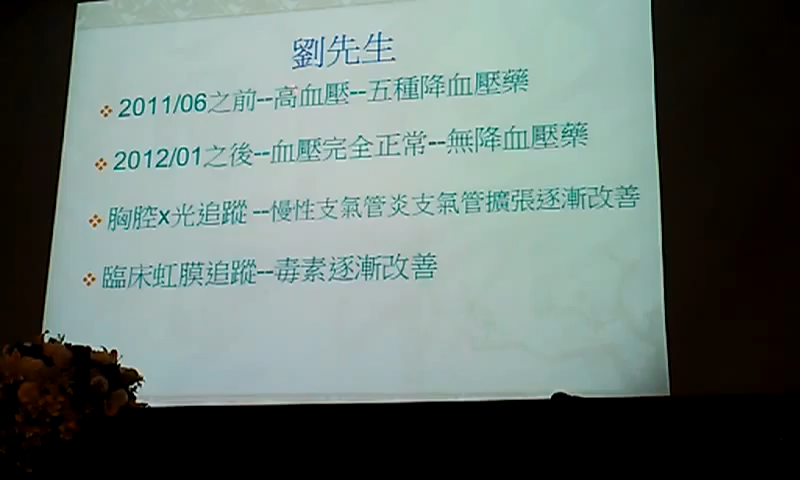 劉先生
2011/06之前--高血壓--五種降血壓藥
2012/01之後--血壓完全正常--無降血壓藥
胸腔x光追蹤 --慢性支氣管炎支氣管擴張逐漸改善
臨床虹膜追蹤--毒素逐漸改善